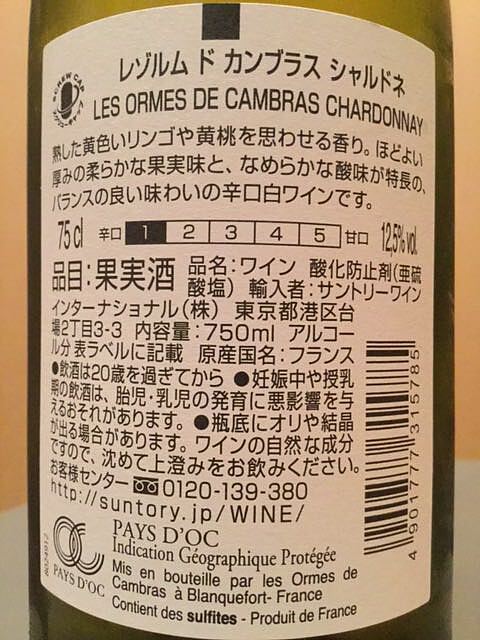 SCREW CAP
レゾルム ド カンブラス シャルドネ
LES ORMES DE CAMBRAS CHARDONNAY
熟した黄色いリンゴや黄桃を思わせる香り。ほどよい
厚みの柔らかな果実味と、なめらかな酸味が特長の、
バランスの良い味わいの辛口白ワインです。
75cl 辛口 1 2 3 4 5 甘口 12,5% vol.
品目:果実酒 品名:ワイン 酸化防止剤(亜硫
酸塩) 輸入者:サントリーワイン
インターナショナル(株) 東京都港区台
場2丁目3-3 内容量:750ml アルコー
ル分 表ラベルに記載 原産国名:フランス
●飲酒は20歳を過ぎてから ●妊娠中や授乳
期の飲酒は、胎児・乳児の発育に悪影響を与
えるおそれがあります。●瓶底にオリや結晶
が出る場合があります。ワインの自然な成分
ですので、沈めて上澄みをお飲みください。
お客様センター 0120-139-380
http://suntory.jp/WINE/
4 901777 315785
PAYS D'OC
PAYS D'OC
Indication Géographique Protégée
Mis en bouteille par les Ormes de
Cambras à Blanquefort- France
Contient des sulfites - Produit de France